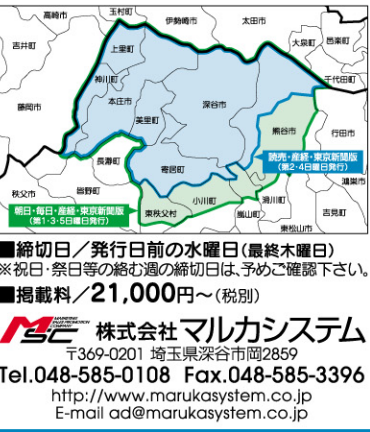 高崎市
玉村町
伊勢崎市
太田市
吉井町
上里町
大泉町
邑楽町
神川町
千代田町
藤岡市
本庄市
深谷市
美里町
熊谷市
行田市
長瀞町
寄居町
読売・産経・東京新聞版
(第2・4日曜日発行)
鴻巣市
秩父市
皆野町
小川町
滑川町
朝日・毎日・産経・東京新聞版
(第1・3・5日曜日発行)
東秩父村
嵐山町
吉見町
東松山市
■締切日/発行日前の水曜日(最終木曜日)
※祝日・祭日等の絡む週の締切日は、予めご確認下さい。
■掲載料/21,000円〜(税別)
MSC 株式会社マルカシステム
〒369-0201 埼玉県深谷市岡2859
Tel.048-585-0108 Fax.048-585-3396
http://www.marukasystem.co.jp
E-mail ad@marukasystem.co.jp